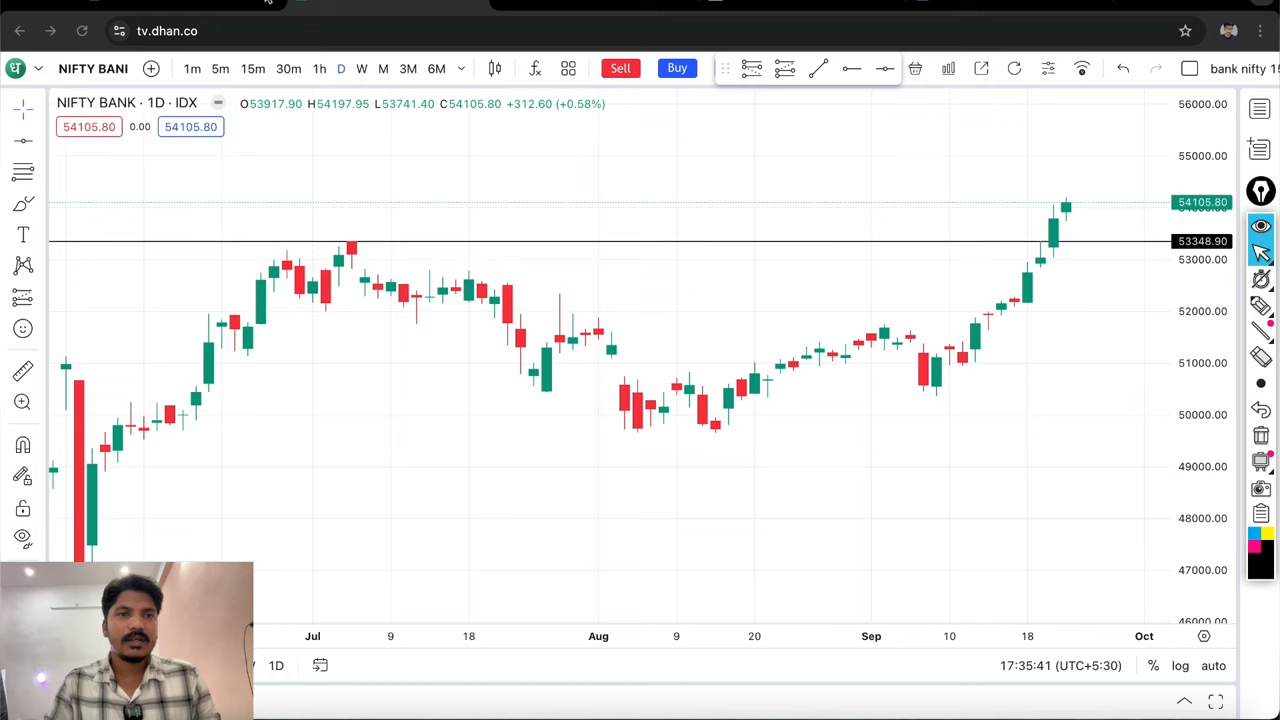 tv.dhan.co
ध NIFTY BANI 1m 5m 15m 30m 1h D W M 3M 6M Sell Buy bank nifty 15
NIFTY BANK · 1D · IDX O53917.90 H54197.95 L53741.40 C54105.80 +312.60 (+0.58%)
54105.80 0.00 54105.80
56000.00
55000.00
54105.80
53348.90
53000.00
52000.00
51000.00
50000.00
49000.00
48000.00
47000.00
46000.00
Jul 9 18 Aug 9 20 Sep 10 18 Oct
1D 17:35:41 (UTC+5:30) % log auto